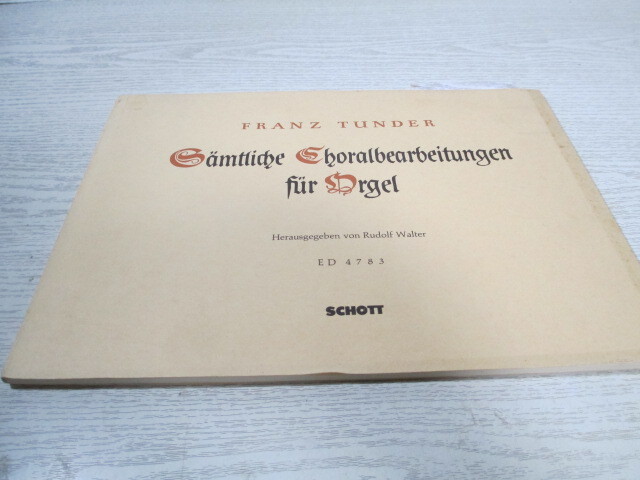 FRANZ TUNDER
Sämtliche Choralbearbeitungen
für Orgel
Herausgegeben von Rudolf Walter
ED 4783
SCHOTT